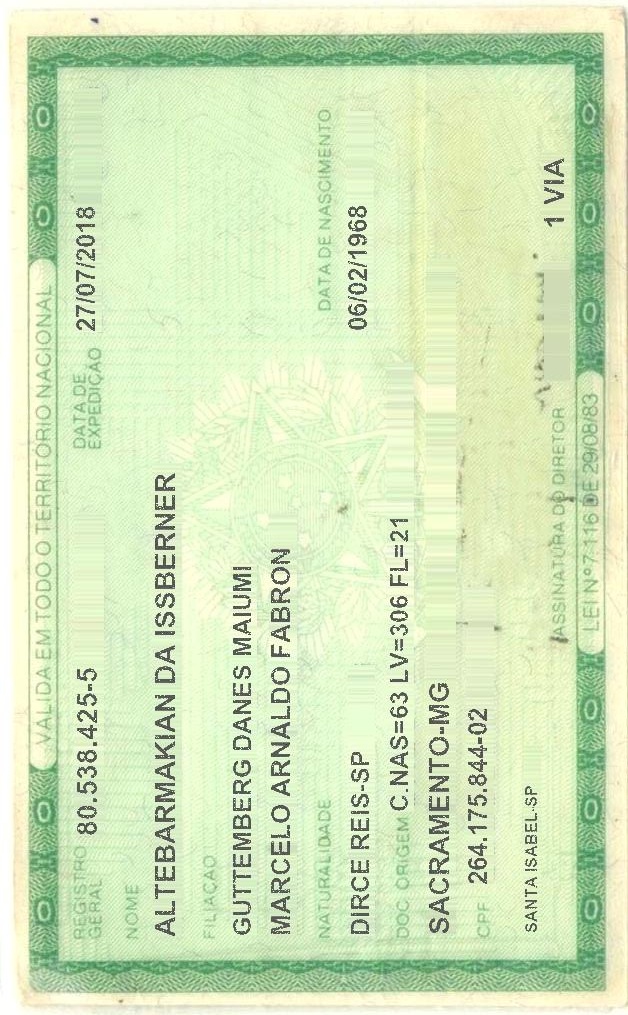 VÁLIDA EM TODO O TERRITÓRIO NACIONAL
REGISTRO GERAL 80.538.425-5 DATA DE EXPEDIÇÃO 27/07/2018
NOME
ALTEBARMAKIAN DA ISSBERNER
FILIAÇÃO
GUTTEMBERG DANES MAIUMI
MARCELO ARNALDO FABRON
NATURALIDADE DATA DE NASCIMENTO
DIRCE REIS-SP 06/02/1968
DOC ORIGEM C.NAS=63 LV=306 FL=21
SACRAMENTO-MG
CPF 264.175.844-02
SANTA ISABEL-SP 1 VIA
ASSINATURA DO DIRETOR
LEI Nº 7.116 DE 29/08/83